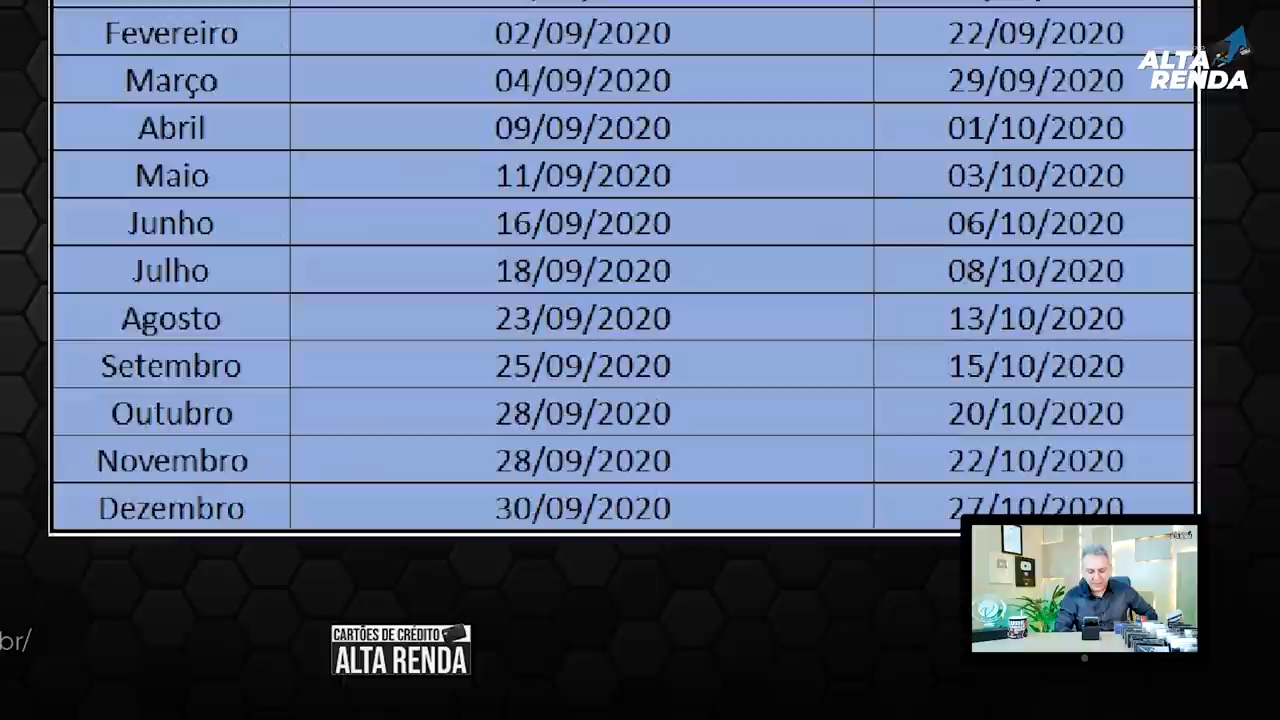 Fevereiro 02/09/2020 22/09/2020
Março 04/09/2020 29/09/2020
Abril 09/09/2020 01/10/2020
Maio 11/09/2020 03/10/2020
Junho 16/09/2020 06/10/2020
Julho 18/09/2020 08/10/2020
Agosto 23/09/2020 13/10/2020
Setembro 25/09/2020 15/10/2020
Outubro 28/09/2020 20/10/2020
Novembro 28/09/2020 22/10/2020
Dezembro 30/09/2020 27/10/2020
ALTA
RENDA
br/
CARTÕES DE CRÉDITO
ALTA RENDA